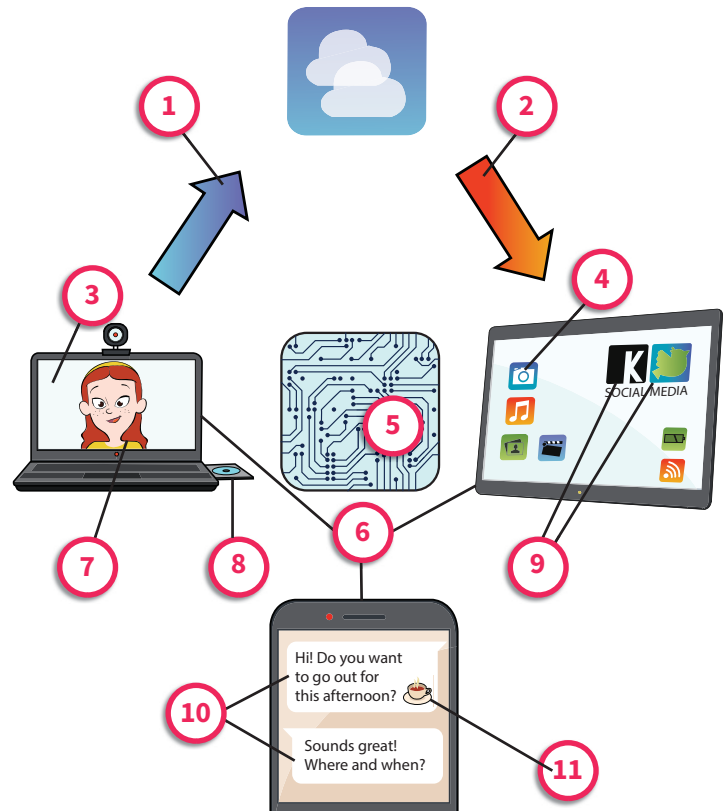 1
2
3
4
K
SOCIAL MEDIA
5
6
7
8
9
Hi! Do you want
to go out for
this afternoon?
10
Sounds great!
Where and when?
11